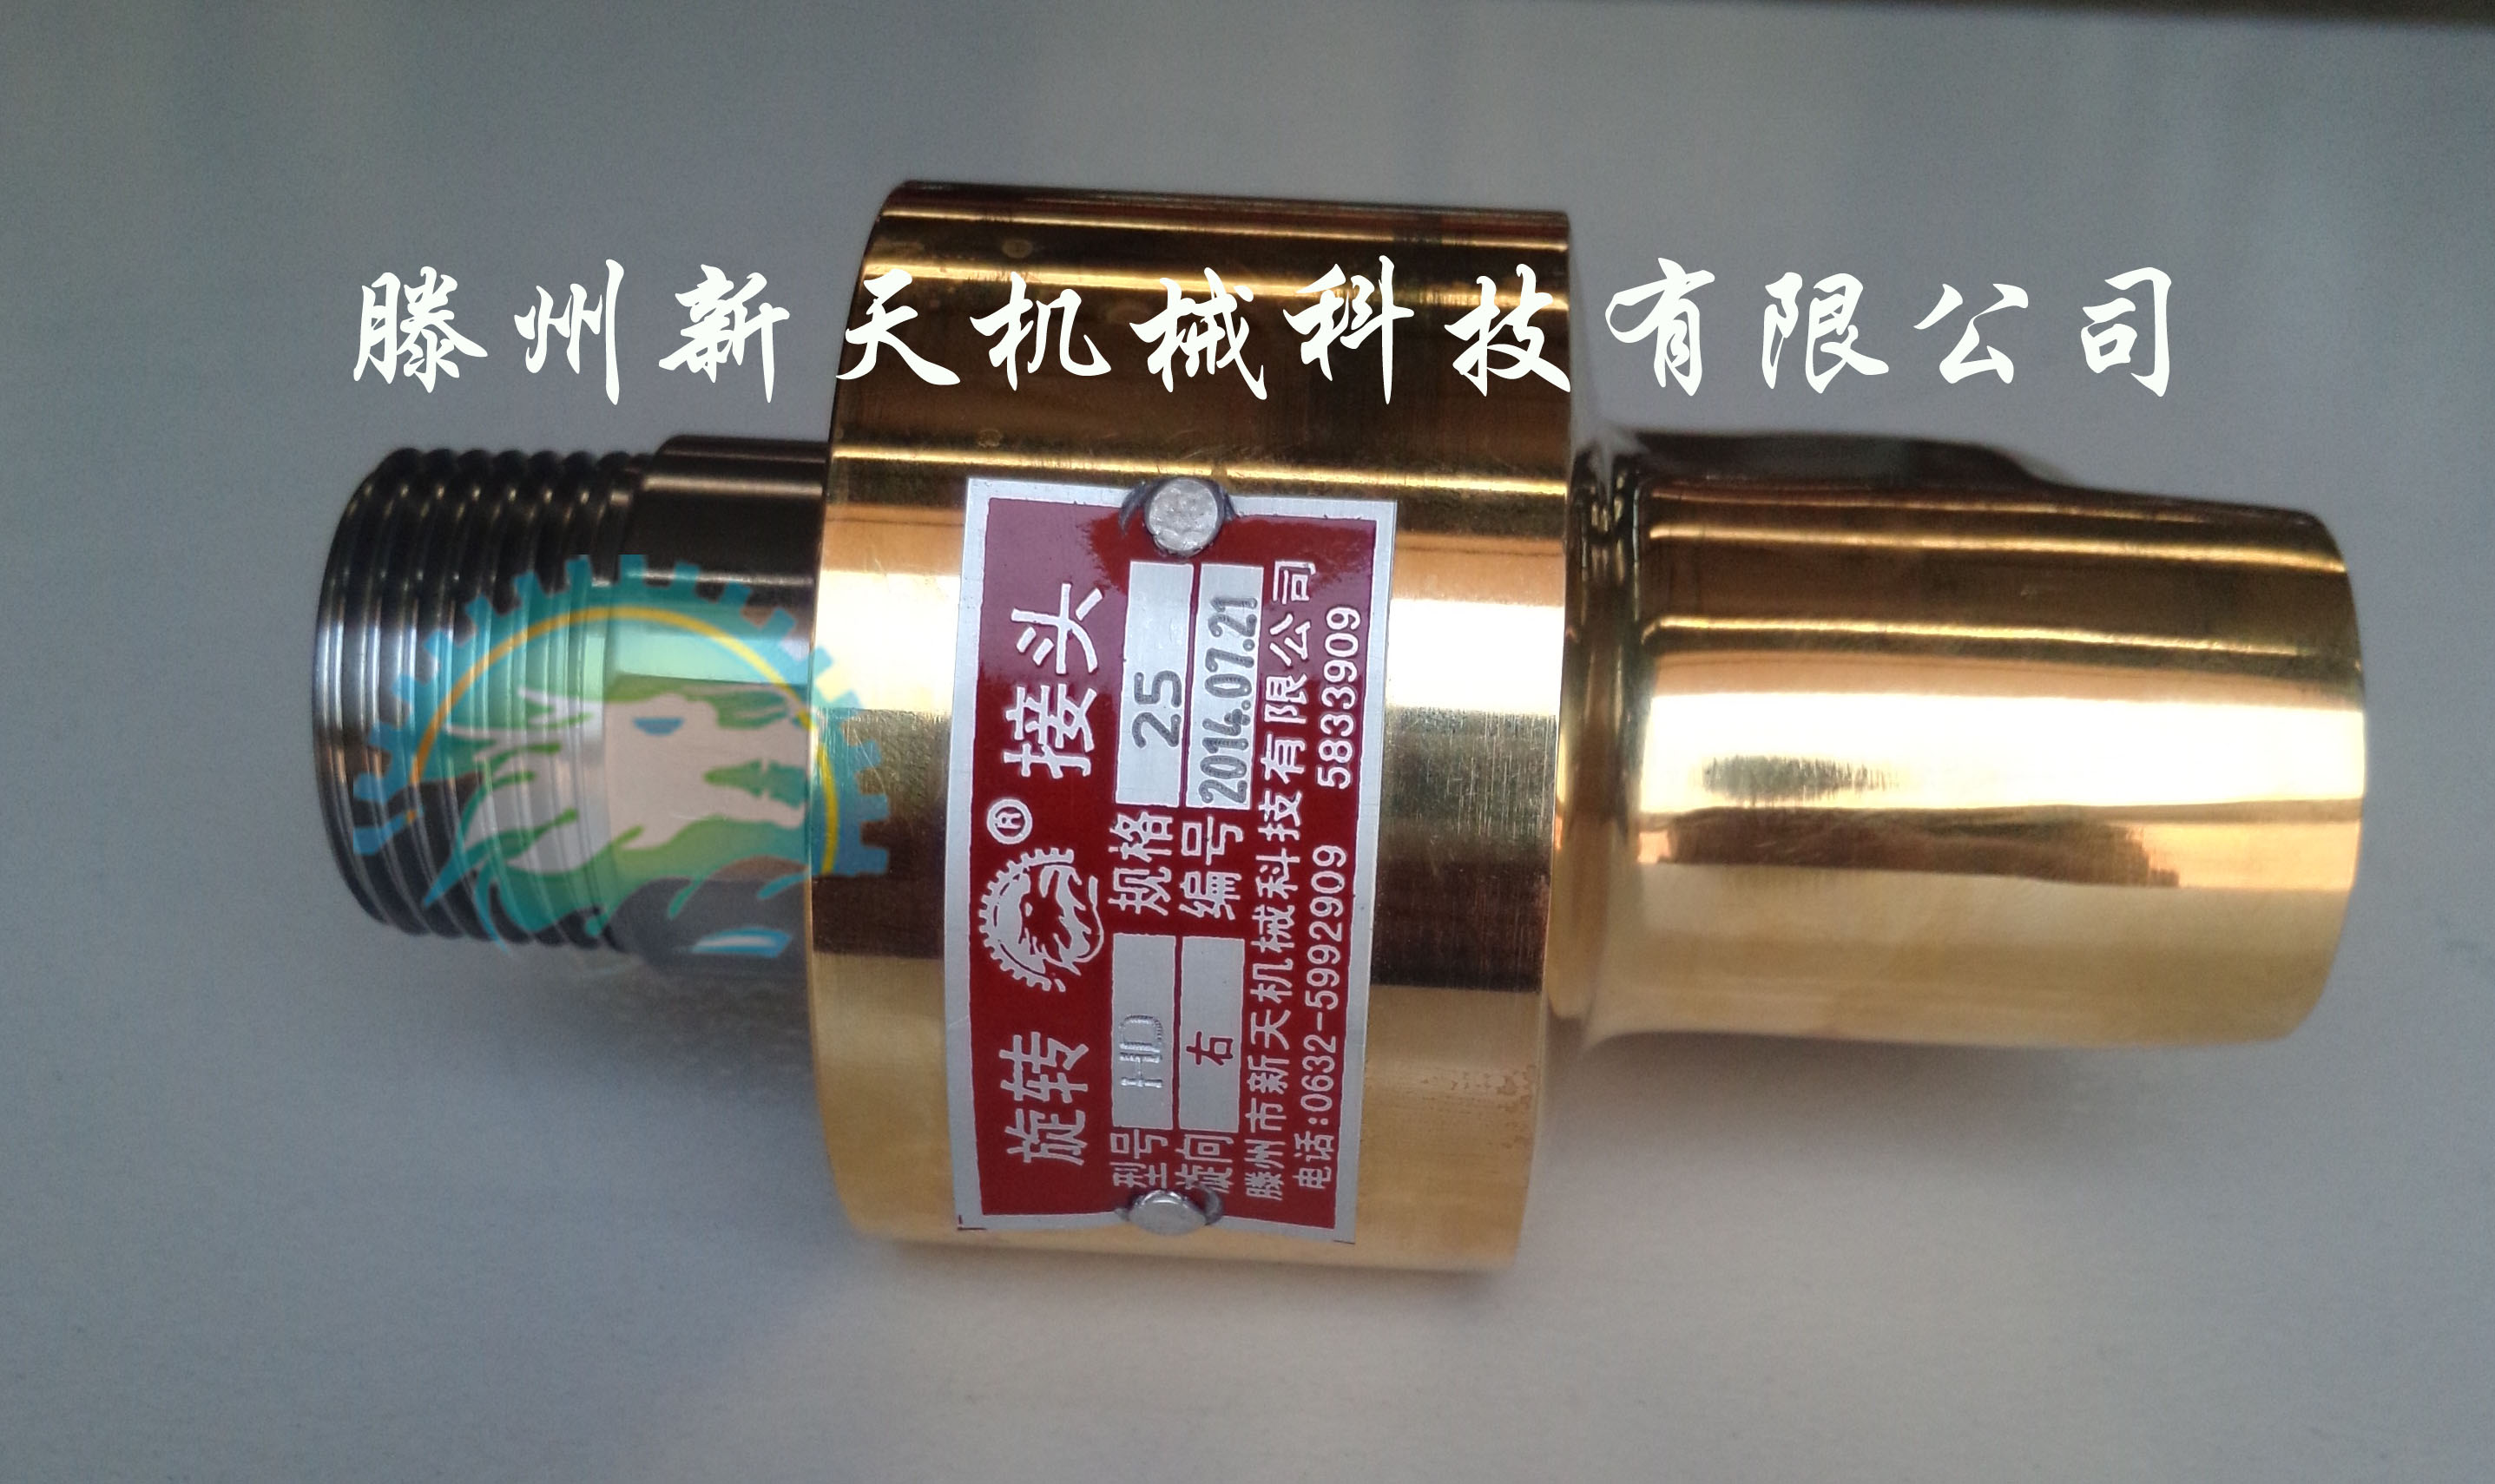 滕州新天机械科技有限公司
旋转 ® 接头
型号 HD 规格 25
旋向 右 编号 2014.07.21
滕州市新天机械科技有限公司
电话:0632-5992909 5833909